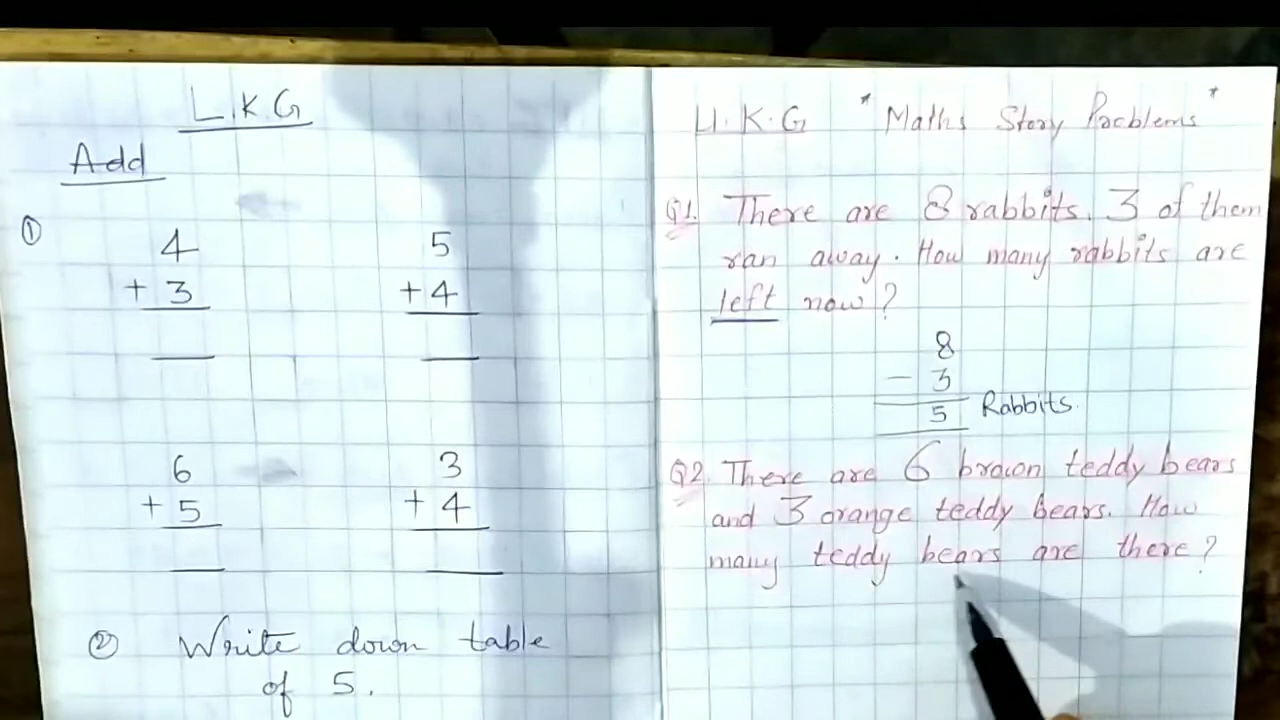 L.K.G
Add
① 4 5
+ 3 + 4
6 3
+ 5 + 4
② Write down table
of 5.
U.K.G "Maths Story Problems"
Q1. There are 8 rabbits. 3 of them
ran away. How many rabbits are
left now?
8
- 3
5 Rabbits.
Q2. There are 6 brown teddy bears
and 3 orange teddy bears. How
many teddy bears are there?